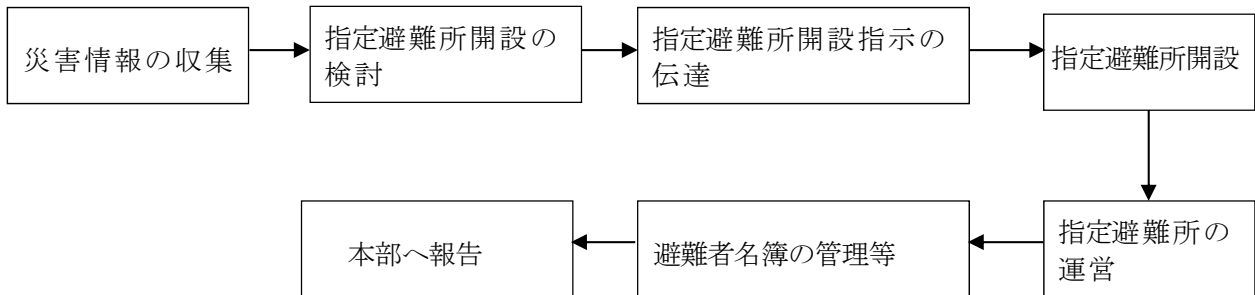 災害情報の収集
指定避難所開設の
検討
指定避難所開設指示の
伝達
指定避難所開設
指定避難所の
運営
避難者名簿の管理等
本部へ報告